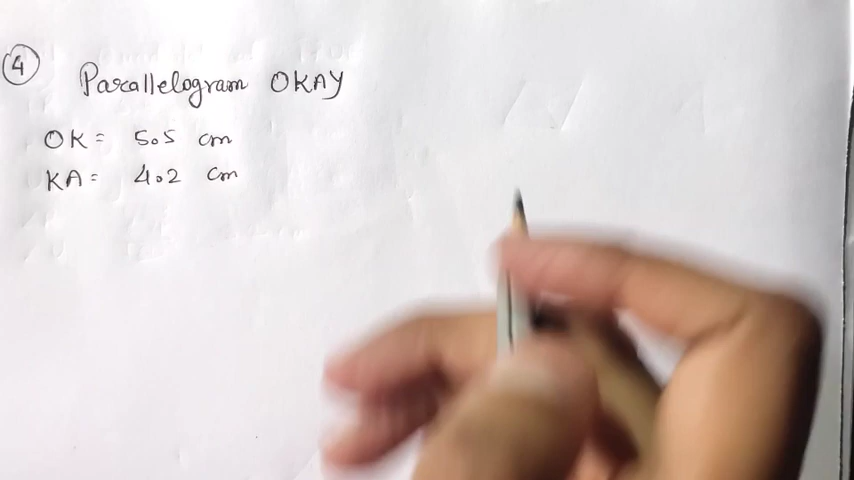 4 Parallelogram OKAY
OK = 5.5 cm
KA = 4.2 cm